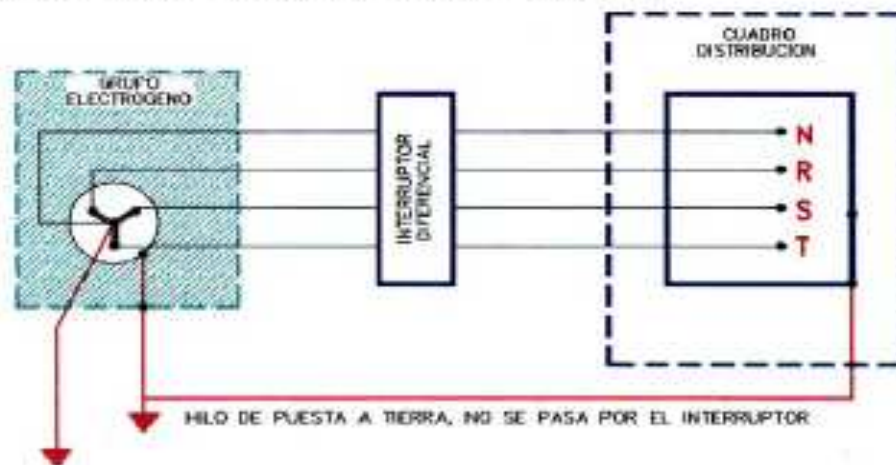 GRUPO
ELECTROGENO
INTERRUPTOR
DIFERENCIAL
CUADRO
DISTRIBUCION
N
R
S
T
HILO DE PUESTA A TIERRA, NO SE PASA POR EL INTERRUPTOR